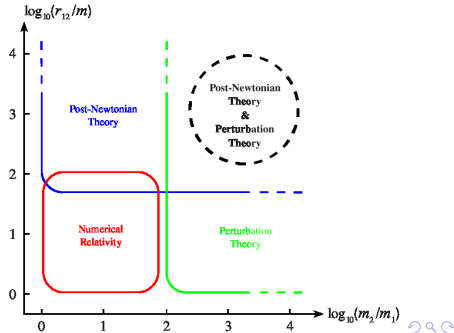 log₁₀(r₁₂/m)
4
Post-Newtonian
Theory
&
Perturbation
Theory
Post-Newtonian
Theory
3
2
1
Numerical
Relativity
Perturbation
Theory
0
0
1
2
3
4
log₁₀(m₂/m₁)